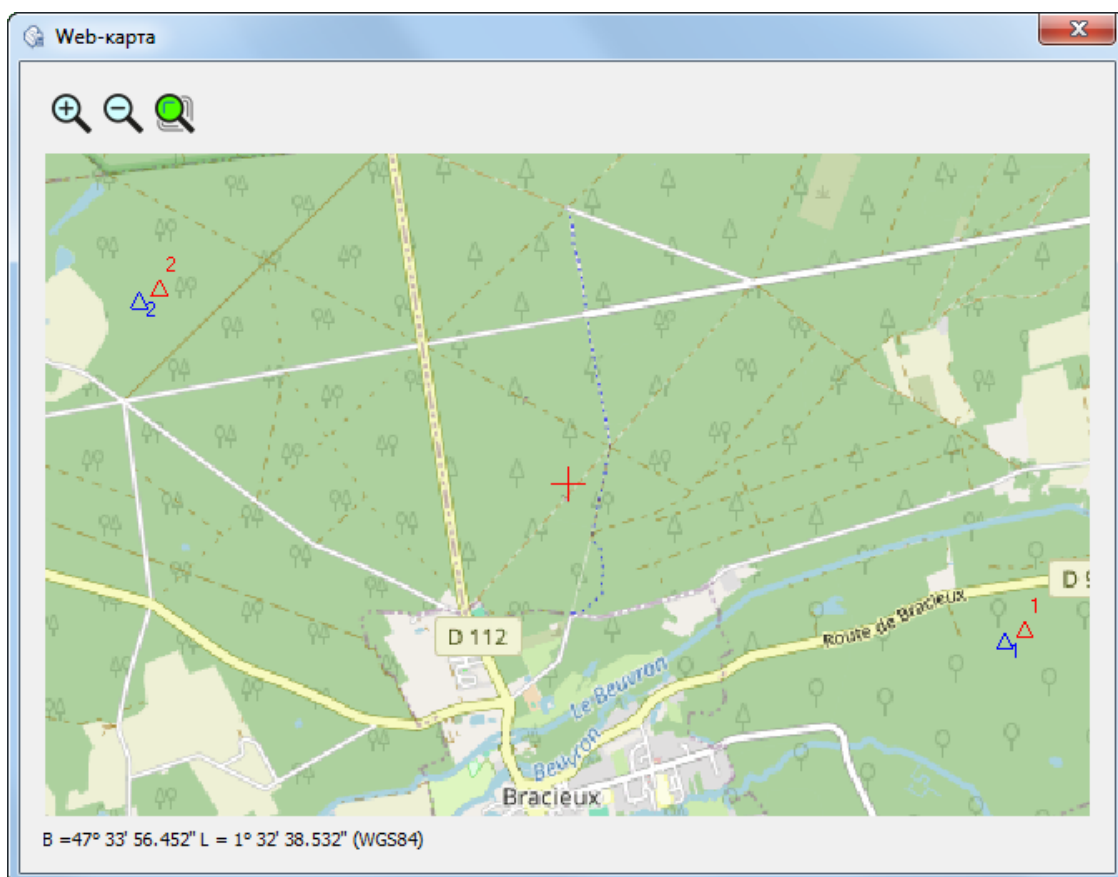 Web-карта
2
2
D 5
1
1
Route de Bracieux
D 112
Le Beuvron
Beuvron
Bracieux
B =47° 33' 56.452" L = 1° 32' 38.532" (WGS84)